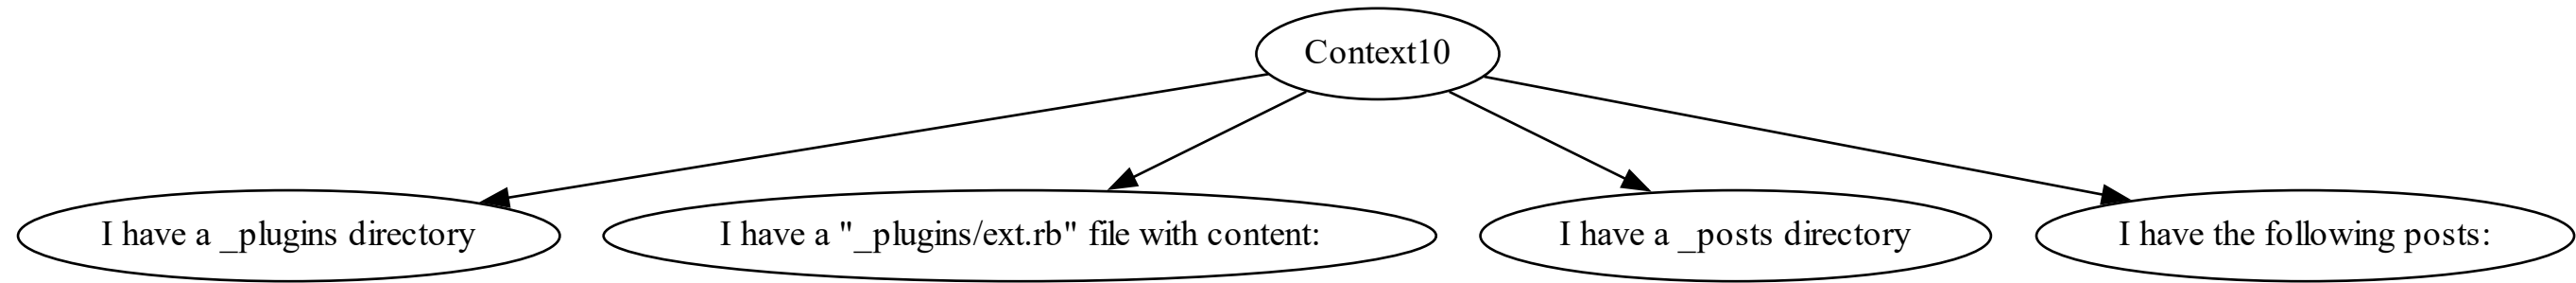 Context10
I have a _plugins directory
I have a "_plugins/ext.rb" file with content:
I have a _posts directory
I have the following posts: